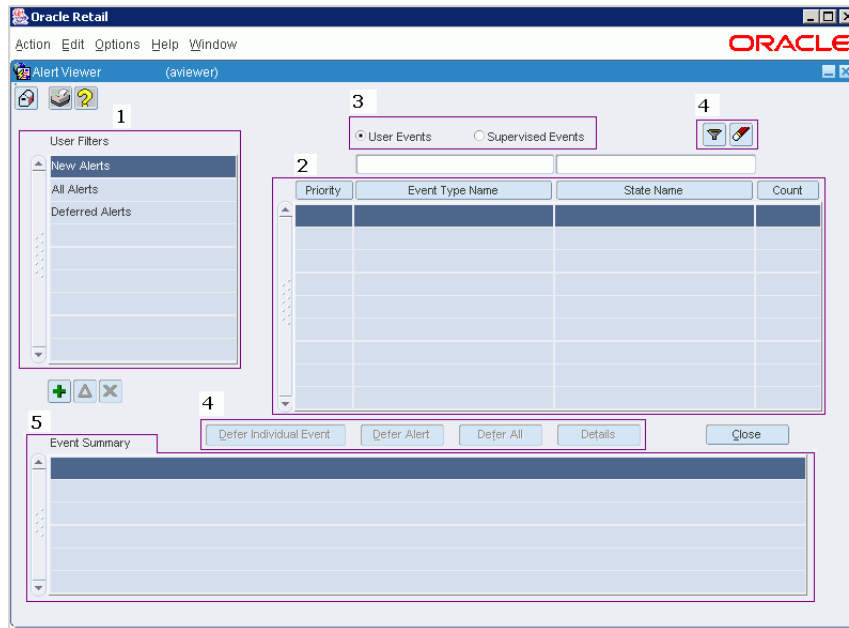 Oracle Retail
Action Edit Options Help Window
ORACLE
Alert Viewer (aviewer)
1
3
4
User Filters
User Events Supervised Events
New Alerts
2
All Alerts
Priority Event Type Name State Name Count
Deferred Alerts
4
Defer Individual Event Defer Alert Defer All Details Close
5
Event Summary